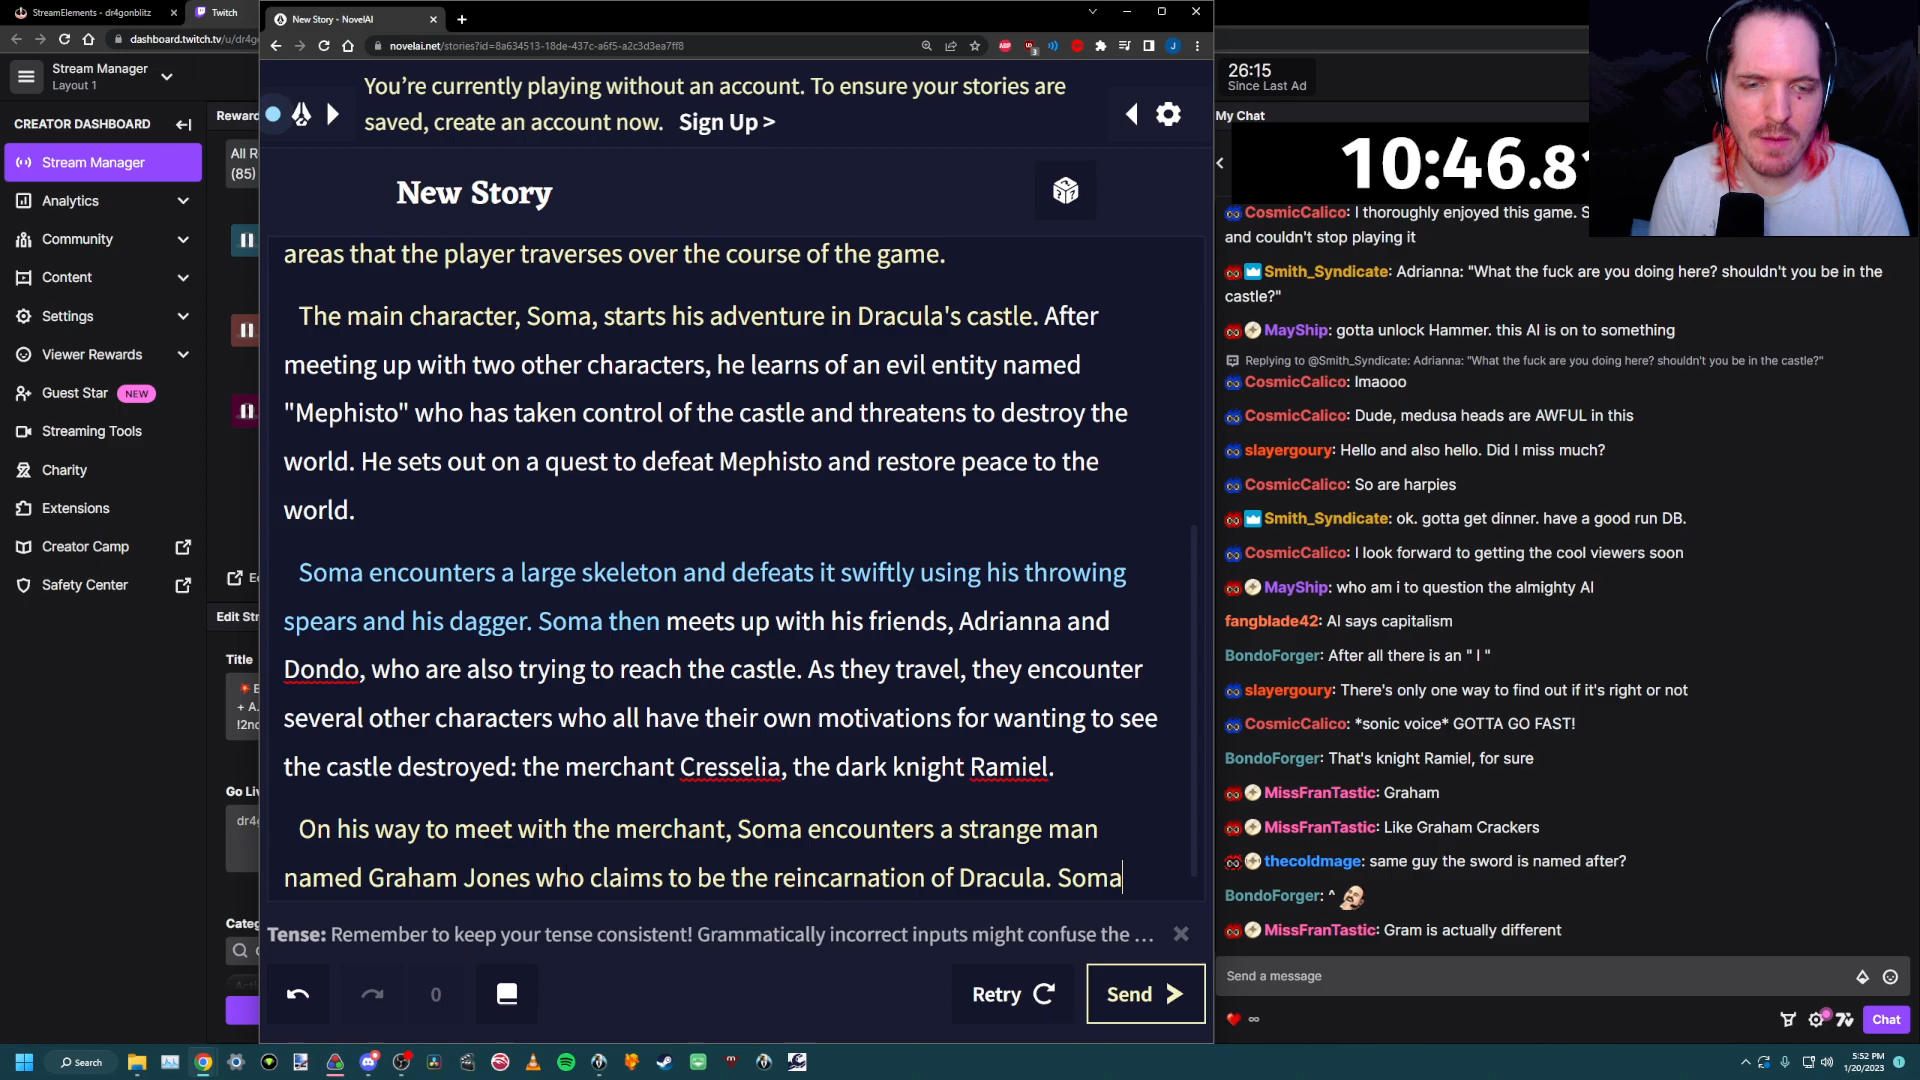 StreamElements - dr4gonblitz
Twitch
New Story - NovelAI
dashboard.twitch.tv/u/dr4g
novelai.net/stories?id=8a634513-18de-437c-a6f5-a2c3d3ea7ff8
Stream Manager
Layout 1
CREATOR DASHBOARD
Stream Manager
Analytics
Community
Content
Settings
Viewer Rewards
Guest Star NEW
Streaming Tools
Charity
Extensions
Creator Camp
Safety Center
Rewar
All R
(85)
Edit Str
Title
+ A.
!2nd
Go Liv
dr4g
Categ
You're currently playing without an account. To ensure your stories are
saved, create an account now. Sign Up >
New Story
areas that the player traverses over the course of the game.
The main character, Soma, starts his adventure in Dracula's castle. After
meeting up with two other characters, he learns of an evil entity named
"Mephisto" who has taken control of the castle and threatens to destroy the
world. He sets out on a quest to defeat Mephisto and restore peace to the
world.
Soma encounters a large skeleton and defeats it swiftly using his throwing
spears and his dagger. Soma then meets up with his friends, Adrianna and
Dondo, who are also trying to reach the castle. As they travel, they encounter
several other characters who all have their own motivations for wanting to see
the castle destroyed: the merchant Cresselia, the dark knight Ramiel.
On his way to meet with the merchant, Soma encounters a strange man
named Graham Jones who claims to be the reincarnation of Dracula. Soma
Tense: Remember to keep your tense consistent! Grammatically incorrect inputs might confuse the ...
0
Retry
Send
26:15
Since Last Ad
My Chat
10:46.8
CosmicCalico: I thoroughly enjoyed this game. S
and couldn't stop playing it
Smith_Syndicate: Adrianna: "What the fuck are you doing here? shouldn't you be in the
castle?"
MayShip: gotta unlock Hammer. this AI is on to something
Replying to @Smith_Syndicate: Adrianna: "What the fuck are you doing here? shouldn't you be in the castle?"
CosmicCalico: lmaooo
CosmicCalico: Dude, medusa heads are AWFUL in this
slayergoury: Hello and also hello. Did I miss much?
CosmicCalico: So are harpies
Smith_Syndicate: ok. gotta get dinner. have a good run DB.
CosmicCalico: I look forward to getting the cool viewers soon
MayShip: who am i to question the almighty AI
fangblade42: AI says capitalism
BondoForger: After all there is an " I "
slayergoury: There's only one way to find out if it's right or not
CosmicCalico: *sonic voice* GOTTA GO FAST!
BondoForger: That's knight Ramiel, for sure
MissFranTastic: Graham
MissFranTastic: Like Graham Crackers
thecoldmage: same guy the sword is named after?
BondoForger: ^
MissFranTastic: Gram is actually different
Send a message
Chat
Search
5:52 PM
1/20/2023